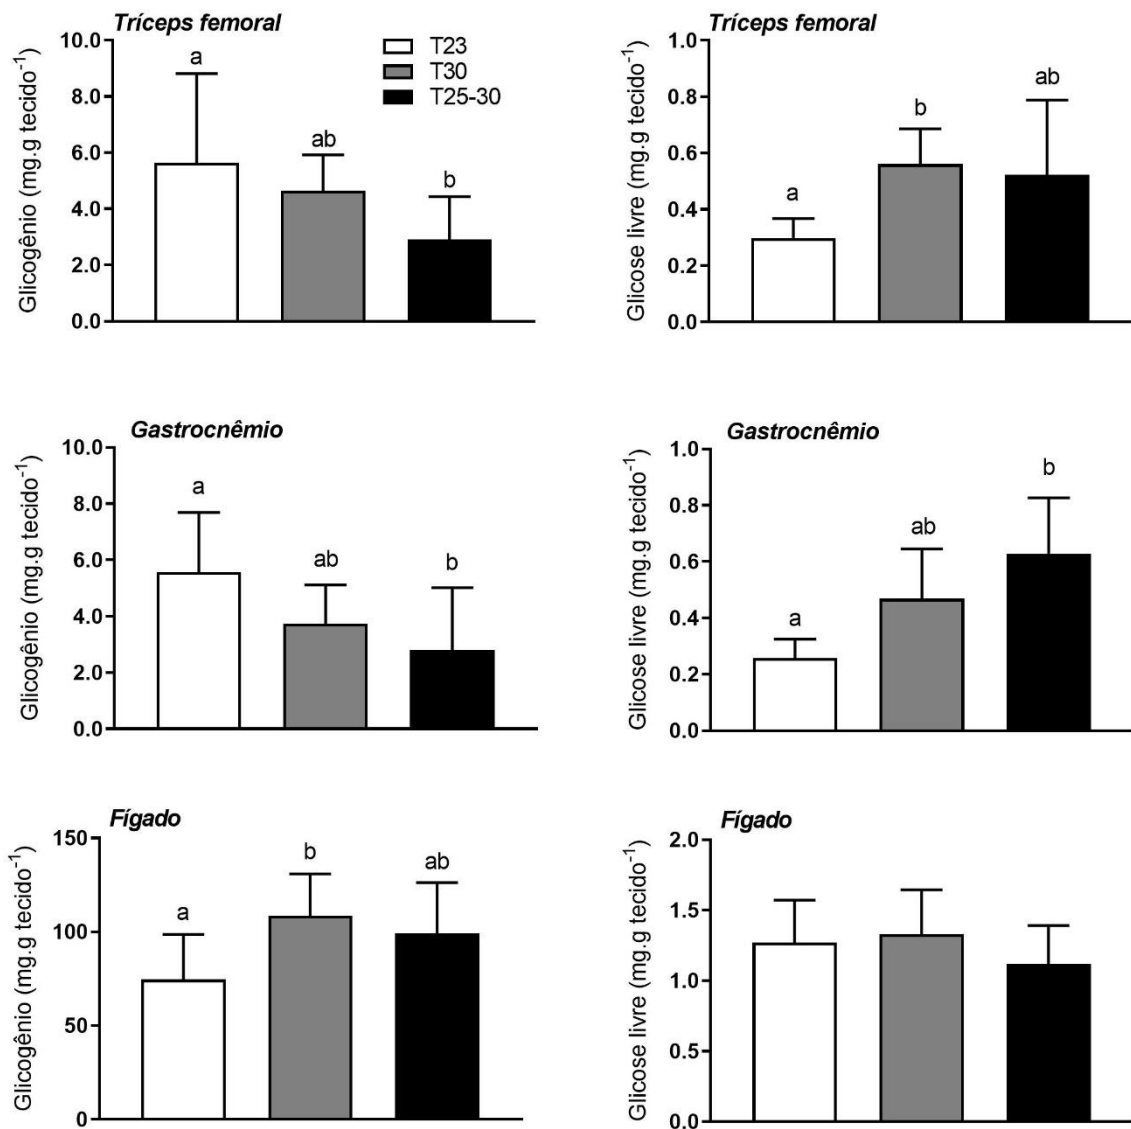 Tríceps femoral
Glicogênio (mg.g tecido-1)
10.0
8.0
6.0
4.0
2.0
0.0
a
ab
b
T23
T30
T25-30
Tríceps femoral
Glicose livre (mg.g tecido-1)
1.0
0.8
0.6
0.4
0.2
0.0
a
b
ab
Gastrocnêmio
Glicogênio (mg.g tecido-1)
10.0
8.0
6.0
4.0
2.0
0.0
a
ab
b
Gastrocnêmio
Glicose livre (mg.g tecido-1)
1.0
0.8
0.6
0.4
0.2
0.0
a
ab
b
Fígado
Glicogênio (mg.g tecido-1)
150
100
50
0
a
b
ab
Fígado
Glicose livre (mg.g tecido-1)
2.0
1.5
1.0
0.5
0.0